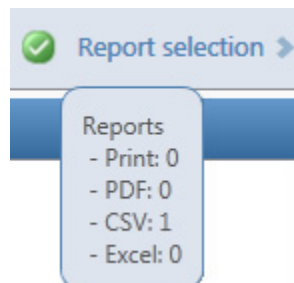 Report selection
Reports
- Print: 0
- PDF: 0
- CSV: 1
- Excel: 0